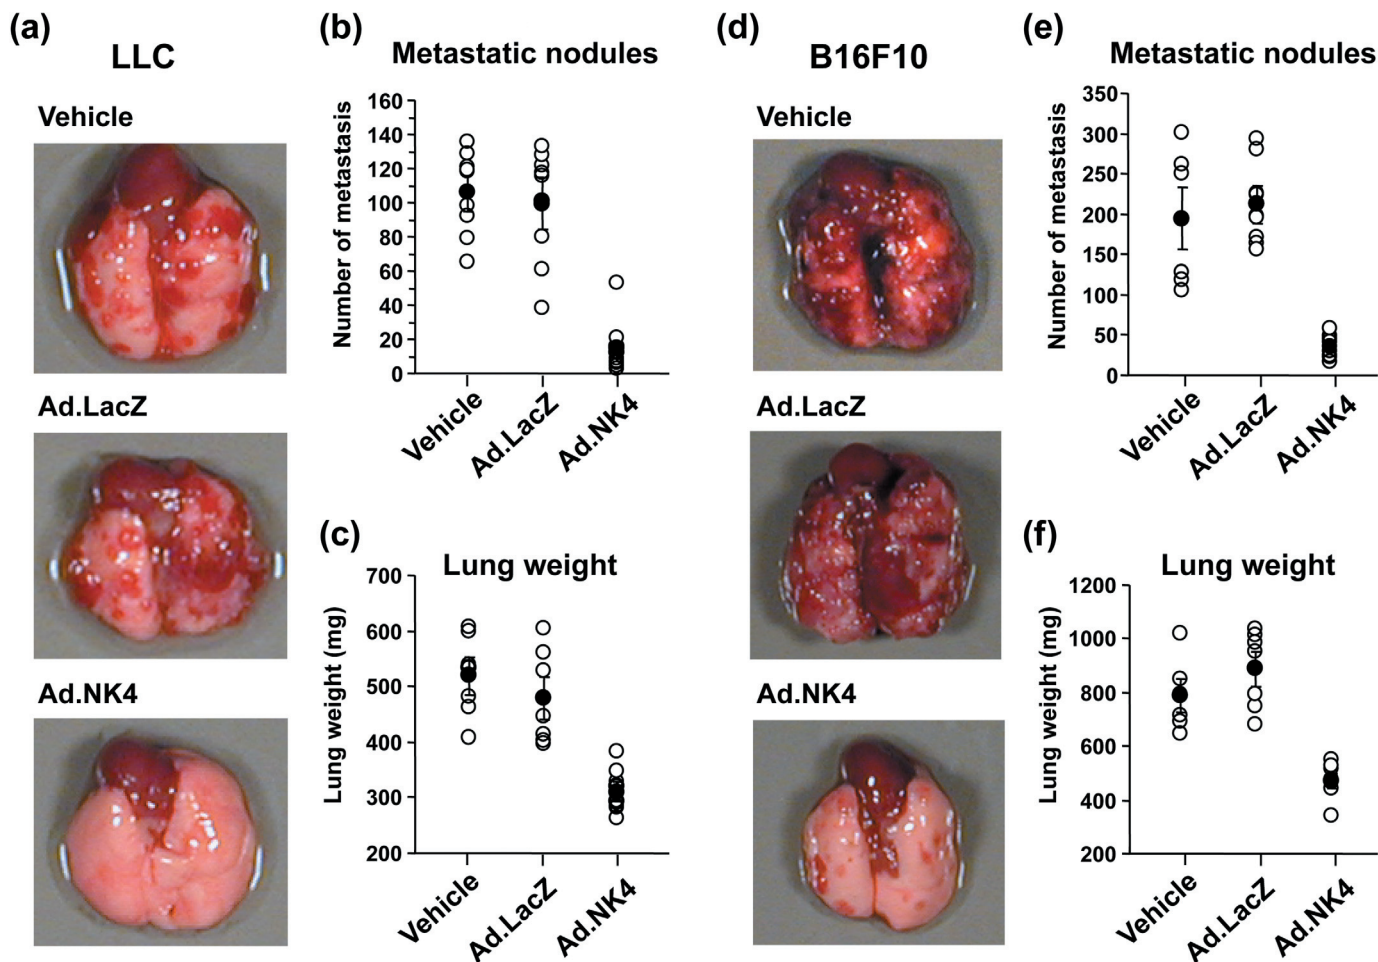 (a)
LLC
Vehicle
Ad.LacZ
Ad.NK4
(b)
Metastatic nodules
Number of metastasis
160
140
120
100
80
60
40
20
0
Vehicle
Ad.LacZ
Ad.NK4
(c)
Lung weight
Lung weight (mg)
700
600
500
400
300
200
Vehicle
Ad.LacZ
Ad.NK4
(d)
B16F10
Vehicle
Ad.LacZ
Ad.NK4
(e)
Metastatic nodules
Number of metastasis
350
300
250
200
150
100
50
0
Vehicle
Ad.LacZ
Ad.NK4
(f)
Lung weight
Lung weight (mg)
1200
1000
800
600
400
200
Vehicle
Ad.LacZ
Ad.NK4